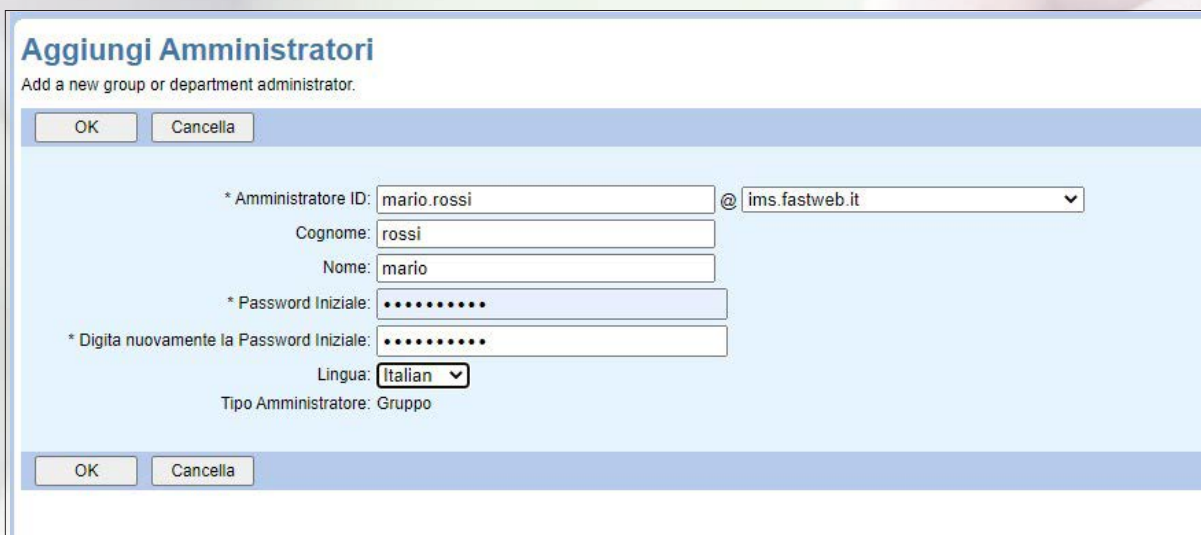 Aggiungi Amministratori
Add a new group or department administrator.
OK Cancella
* Amministratore ID: mario.rossi @ ims.fastweb.it
Cognome: rossi
Nome: mario
* Password Iniziale: ••••••••••
* Digita nuovamente la Password Iniziale: ••••••••••
Lingua: Italian
Tipo Amministratore: Gruppo
OK Cancella